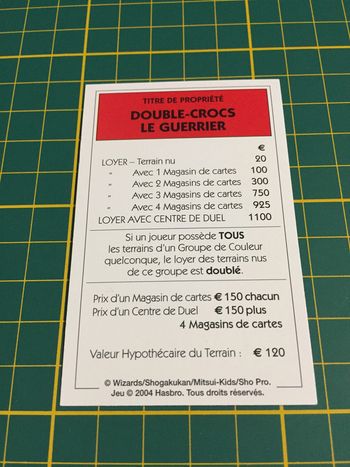 TITRE DE PROPRIÉTÉ
DOUBLE-CROCS
LE GUERRIER
€
LOYER – Terrain nu 20
" Avec 1 Magasin de cartes 100
" Avec 2 Magasins de cartes 300
" Avec 3 Magasins de cartes 750
" Avec 4 Magasins de cartes 925
LOYER AVEC CENTRE DE DUEL 1100
Si un joueur possède TOUS
les terrains d'un Groupe de Couleur
quelconque, le loyer des terrains nus
de ce groupe est doublé.
Prix d'un Magasin de cartes € 150 chacun
Prix d'un Centre de Duel € 150 plus
4 Magasins de cartes
Valeur Hypothécaire du Terrain : € 120
© Wizards/Shogakukan/Mitsui-Kids/Sho Pro.
Jeu © 2004 Hasbro. Tous droits réservés.